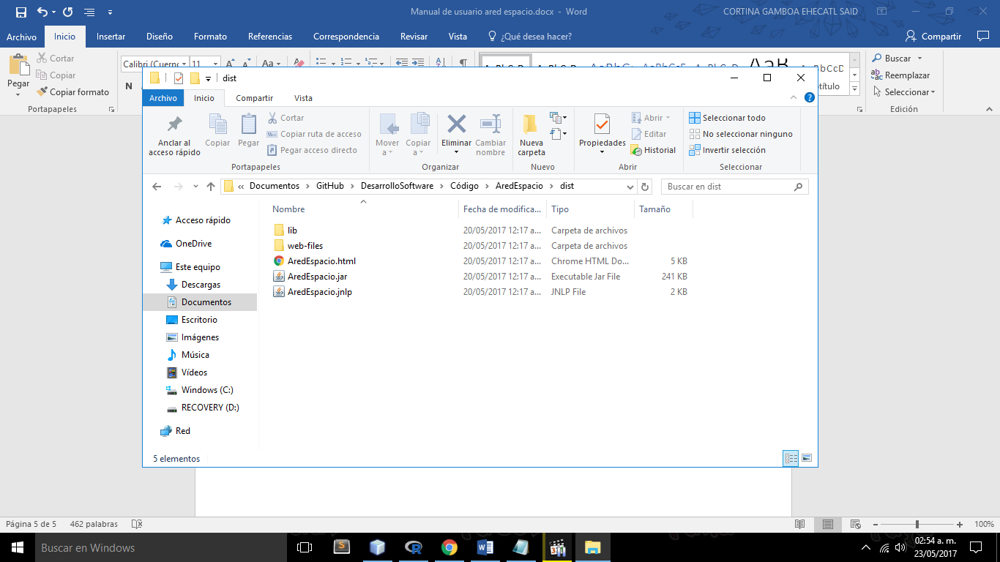 Manual de usuario ared espacio.docx - Word
CORTINA GAMBOA EHECATL SAID
Archivo Inicio Insertar Diseño Formato Referencias Correspondencia Revisar Vista ¿Qué desea hacer? Compartir
Pegar
Cortar
Copiar
Copiar formato
Portapapeles
Calibri (Cuerpo 11
Aa
N
Buscar
Reemplazar
Seleccionar
Edición
dist
Archivo Inicio Compartir Vista
Anclar al acceso rápido
Copiar
Pegar
Cortar
Copiar ruta de acceso
Pegar acceso directo
Portapapeles
Mover a
Copiar a
Eliminar
Cambiar nombre
Organizar
Nueva carpeta
Nuevo
Propiedades
Abrir
Editar
Historial
Abrir
Seleccionar todo
No seleccionar ninguno
Invertir selección
Seleccionar
« Documentos > GitHub > DesarrolloSoftware > Código > AredEspacio > dist
Buscar en dist
Nombre Fecha de modifica... Tipo Tamaño
lib 20/05/2017 12:17 a... Carpeta de archivos
web-files 20/05/2017 12:17 a... Carpeta de archivos
AredEspacio.html 20/05/2017 12:17 a... Chrome HTML Do... 5 KB
AredEspacio.jar 20/05/2017 12:17 a... Executable Jar File 241 KB
AredEspacio.jnlp 20/05/2017 12:17 a... JNLP File 2 KB
Acceso rápido
OneDrive
Este equipo
Descargas
Documentos
Escritorio
Imágenes
Música
Vídeos
Windows (C:)
RECOVERY (D:)
Red
5 elementos
Página 5 de 5 462 palabras
100%
Buscar en Windows
02:54 a. m.
23/05/2017